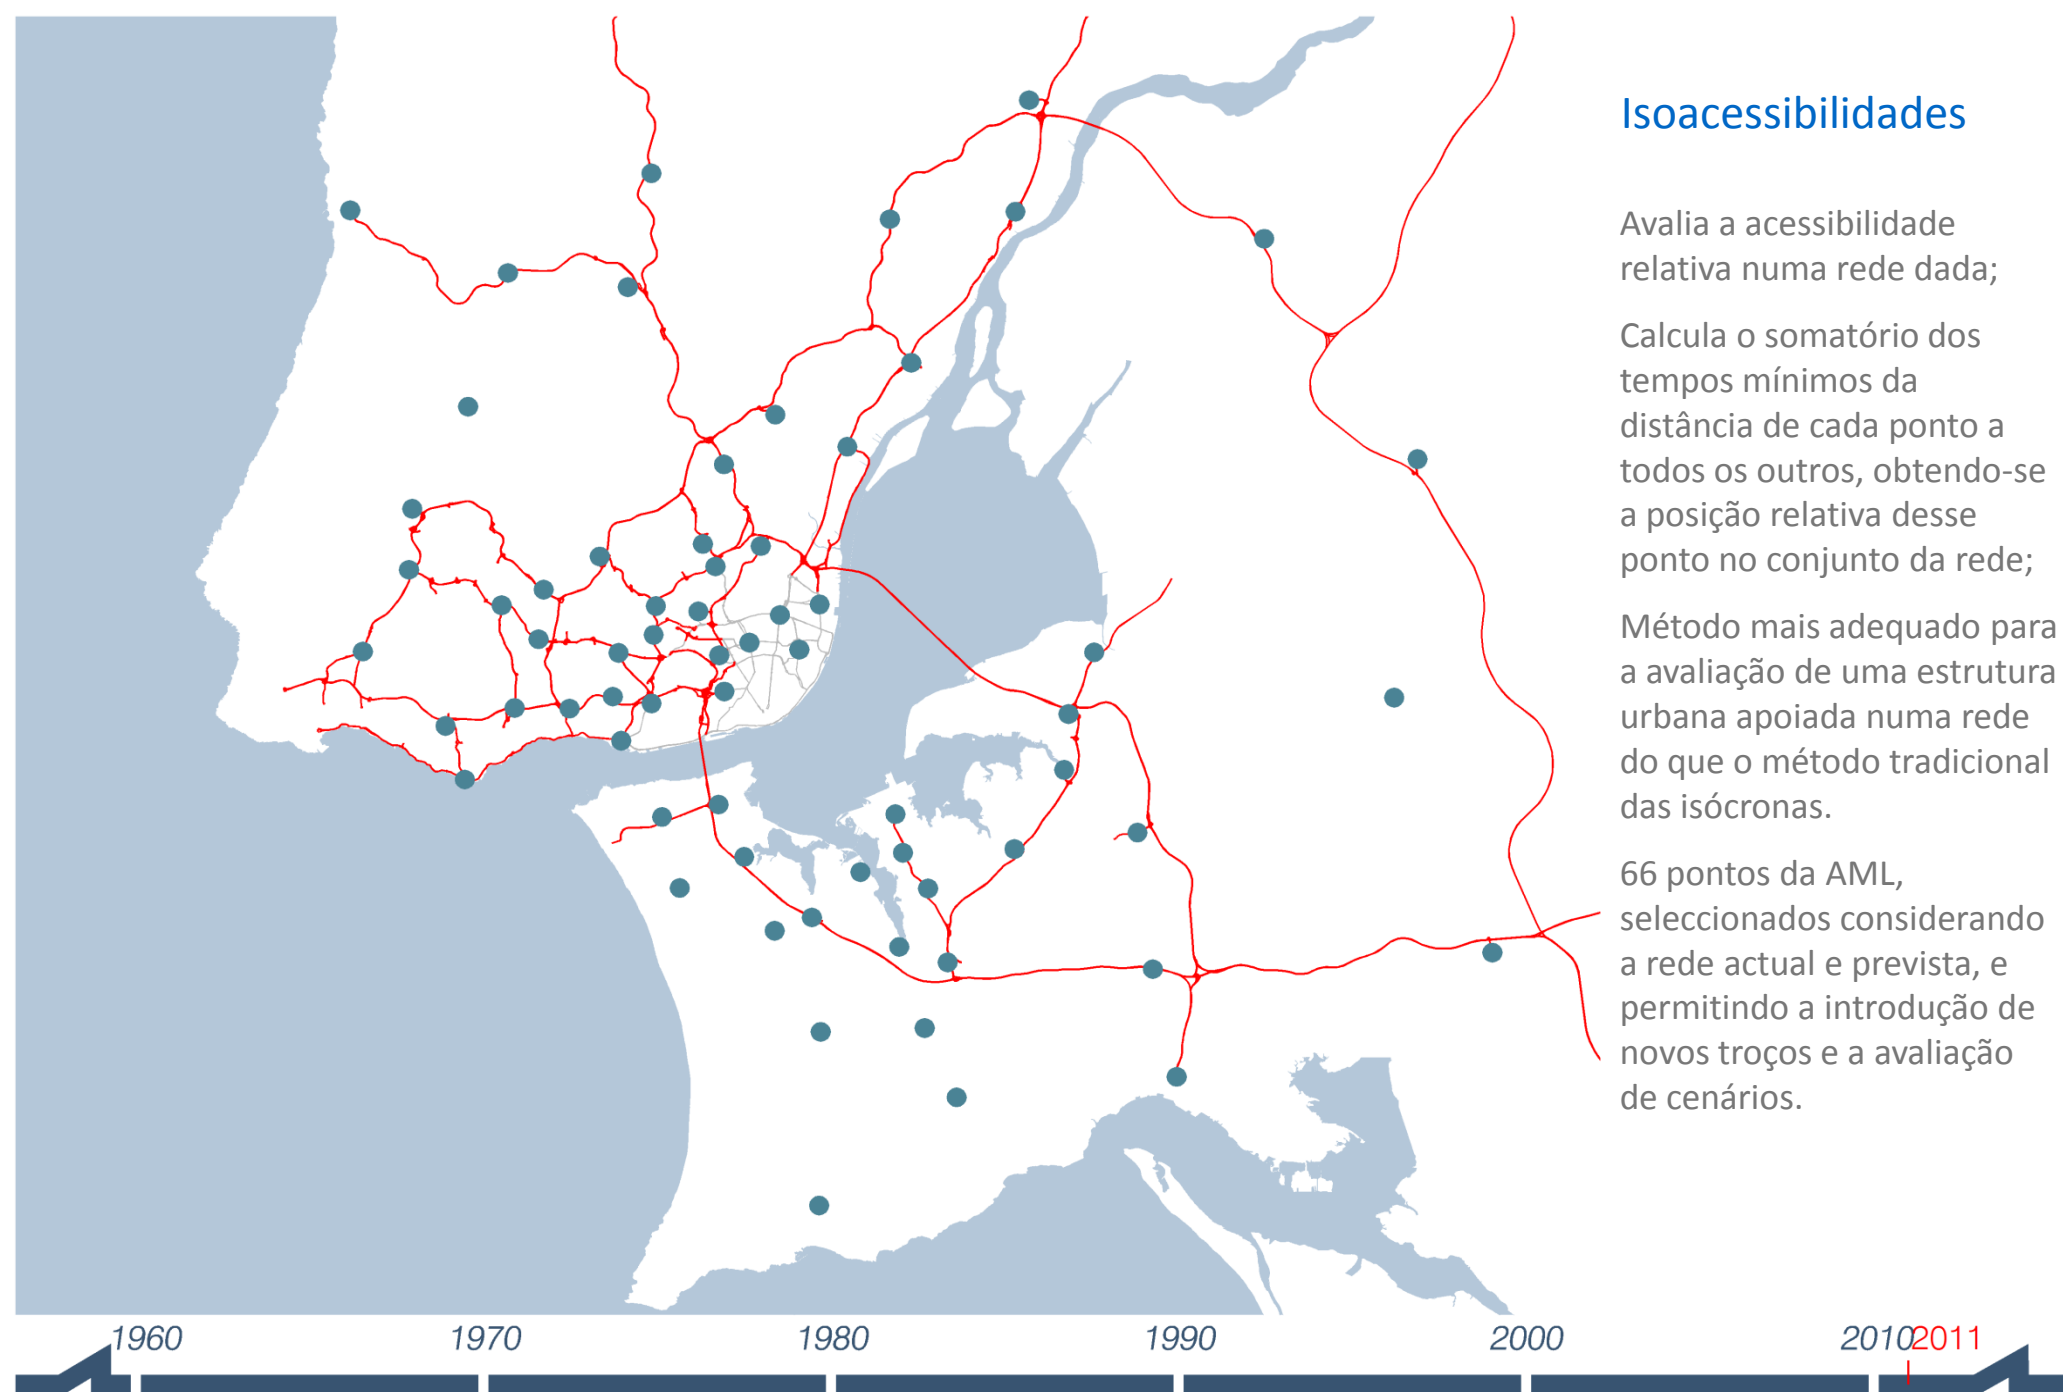 Isoacessibilidades
Avalia a acessibilidade
relativa numa rede dada;
Calcula o somatório dos
tempos mínimos da
distância de cada ponto a
todos os outros, obtendo-se
a posição relativa desse
ponto no conjunto da rede;
Método mais adequado para
a avaliação de uma estrutura
urbana apoiada numa rede
do que o método tradicional
das isócronas.
66 pontos da AML,
seleccionados considerando
a rede actual e prevista, e
permitindo a introdução de
novos troços e a avaliação
de cenários.
1960 1970 1980 1990 2000 2010 2011